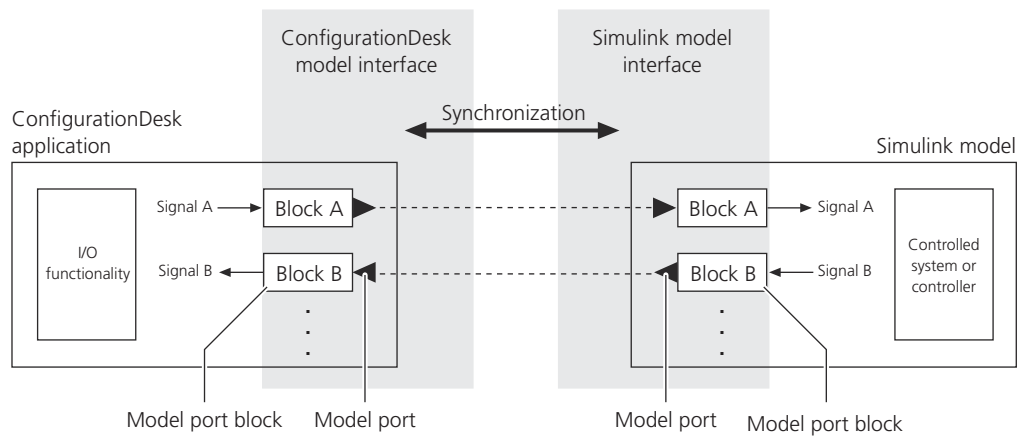 ConfigurationDesk
model interface
Simulink model
interface
Synchronization
ConfigurationDesk
application
Simulink model
I/O
functionality
Signal A
Block A
Block A
Signal A
Signal B
Block B
Block B
Signal B
Controlled
system or
controller
Model port block
Model port
Model port
Model port block